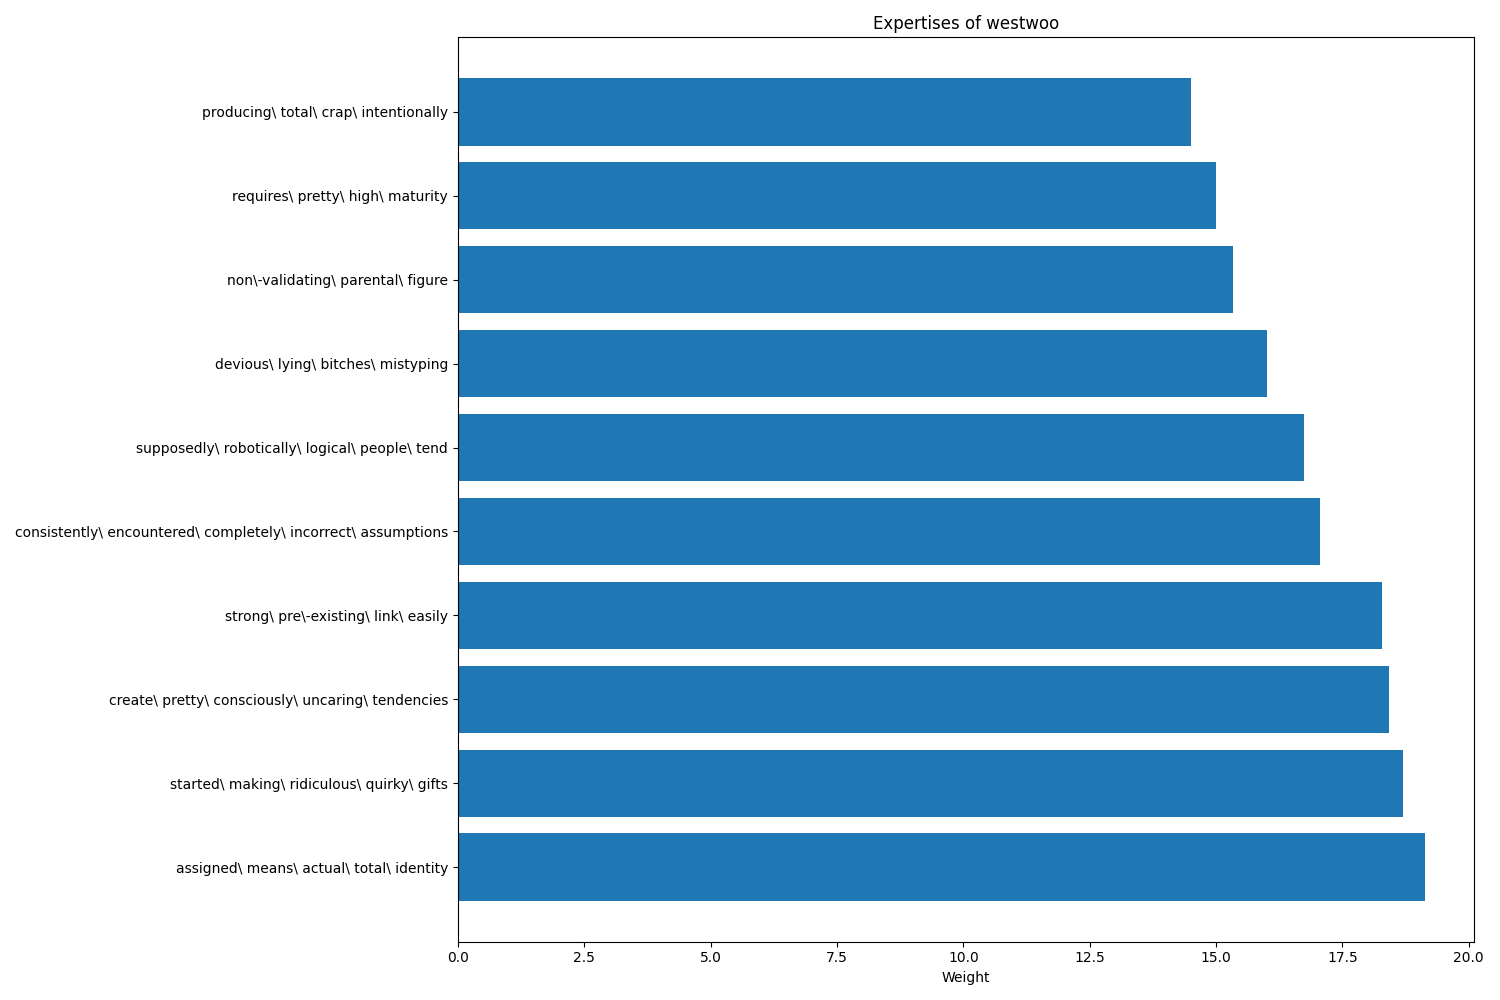 Expertises of westwoo
producing\ total\ crap\ intentionally
requires\ pretty\ high\ maturity
non\-validating\ parental\ figure
devious\ lying\ bitches\ mistyping
supposedly\ robotically\ logical\ people\ tend
consistently\ encountered\ completely\ incorrect\ assumptions
strong\ pre\-existing\ link\ easily
create\ pretty\ consciously\ uncaring\ tendencies
started\ making\ ridiculous\ quirky\ gifts
assigned\ means\ actual\ total\ identity
0.0 2.5 5.0 7.5 10.0 12.5 15.0 17.5 20.0
Weight